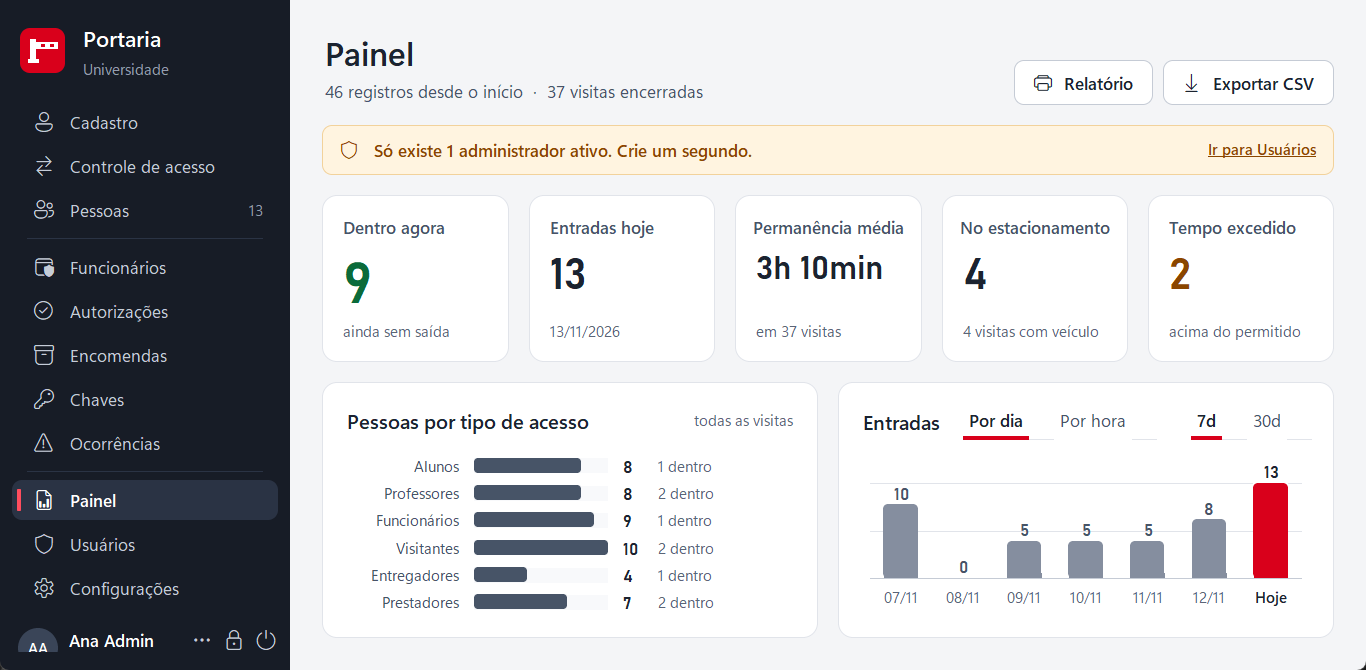 Portaria
Universidade
Cadastro
Controle de acesso
Pessoas 13
Funcionários
Autorizações
Encomendas
Chaves
Ocorrências
Painel
Usuários
Configurações
AA Ana Admin
Painel
46 registros desde o início · 37 visitas encerradas
Relatório
Exportar CSV
Só existe 1 administrador ativo. Crie um segundo. Ir para Usuários
Dentro agora
9
ainda sem saída
Entradas hoje
13
13/11/2026
Permanência média
3h 10min
em 37 visitas
No estacionamento
4
4 visitas com veículo
Tempo excedido
2
acima do permitido
Pessoas por tipo de acesso todas as visitas
Alunos 8 1 dentro
Professores 8 2 dentro
Funcionários 9 1 dentro
Visitantes 10 2 dentro
Entregadores 4 1 dentro
Prestadores 7 2 dentro
Entradas Por dia Por hora 7d 30d
10 0 5 5 5 8 13
07/11 08/11 09/11 10/11 11/11 12/11 Hoje